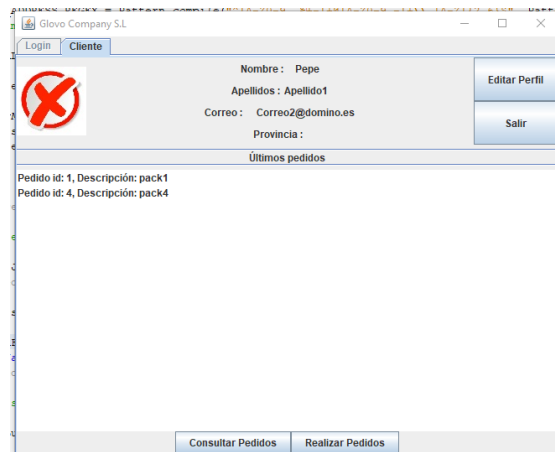 Glovo Company S.L
Login Cliente
Nombre : Pepe
Apellidos : Apellido1
Correo : Correo2@domino.es
Provincia :
Editar Perfil
Salir
Últimos pedidos
Pedido id: 1, Descripción: pack1
Pedido id: 4, Descripción: pack4
Consultar Pedidos Realizar Pedidos